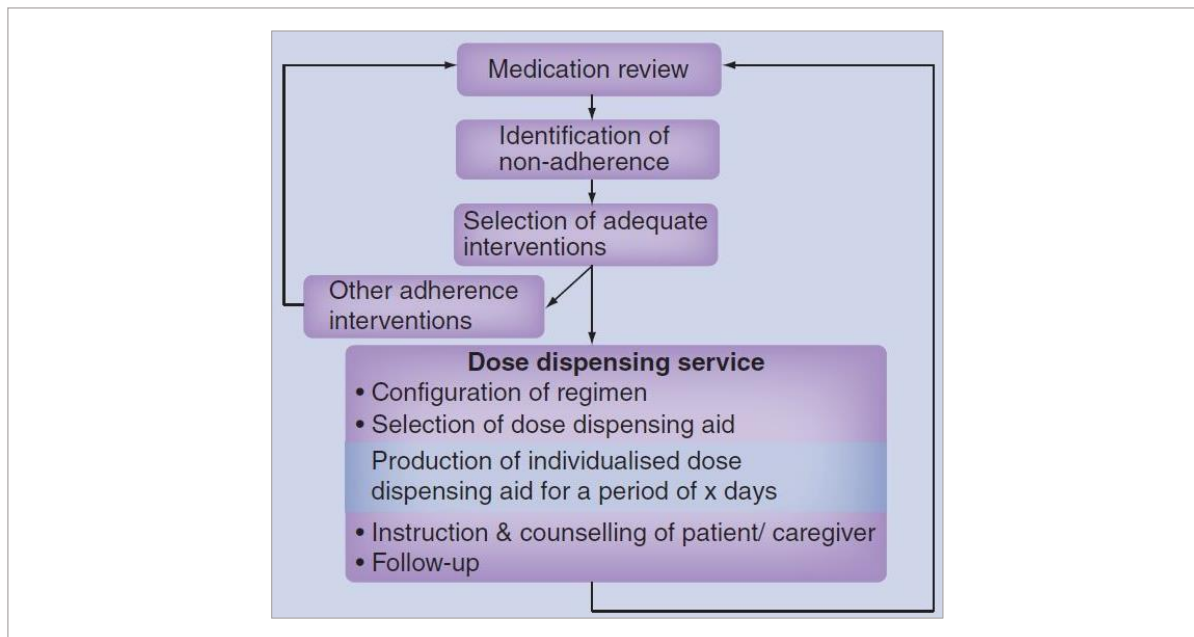 Medication review
Identification of
non-adherence
Selection of adequate
interventions
Other adherence
interventions
Dose dispensing service
• Configuration of regimen
• Selection of dose dispensing aid
Production of individualised dose
dispensing aid for a period of x days
• Instruction & counselling of patient/ caregiver
• Follow-up